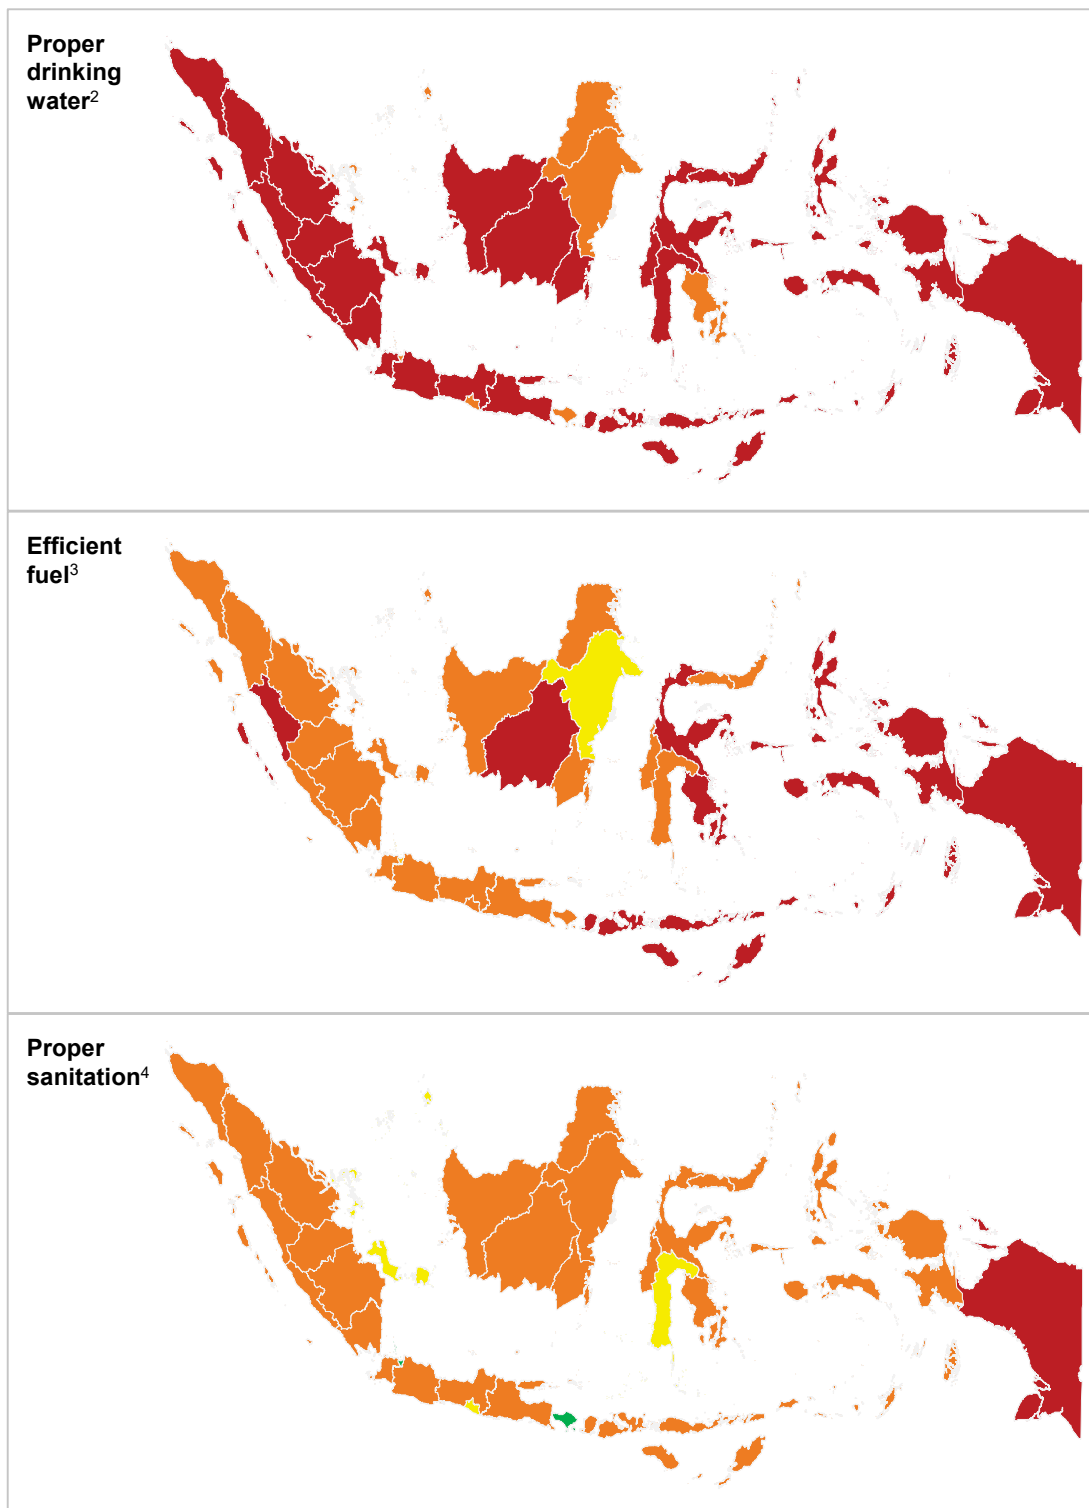 Proper
drinking
water²
Efficient
fuel³
Proper
sanitation⁴